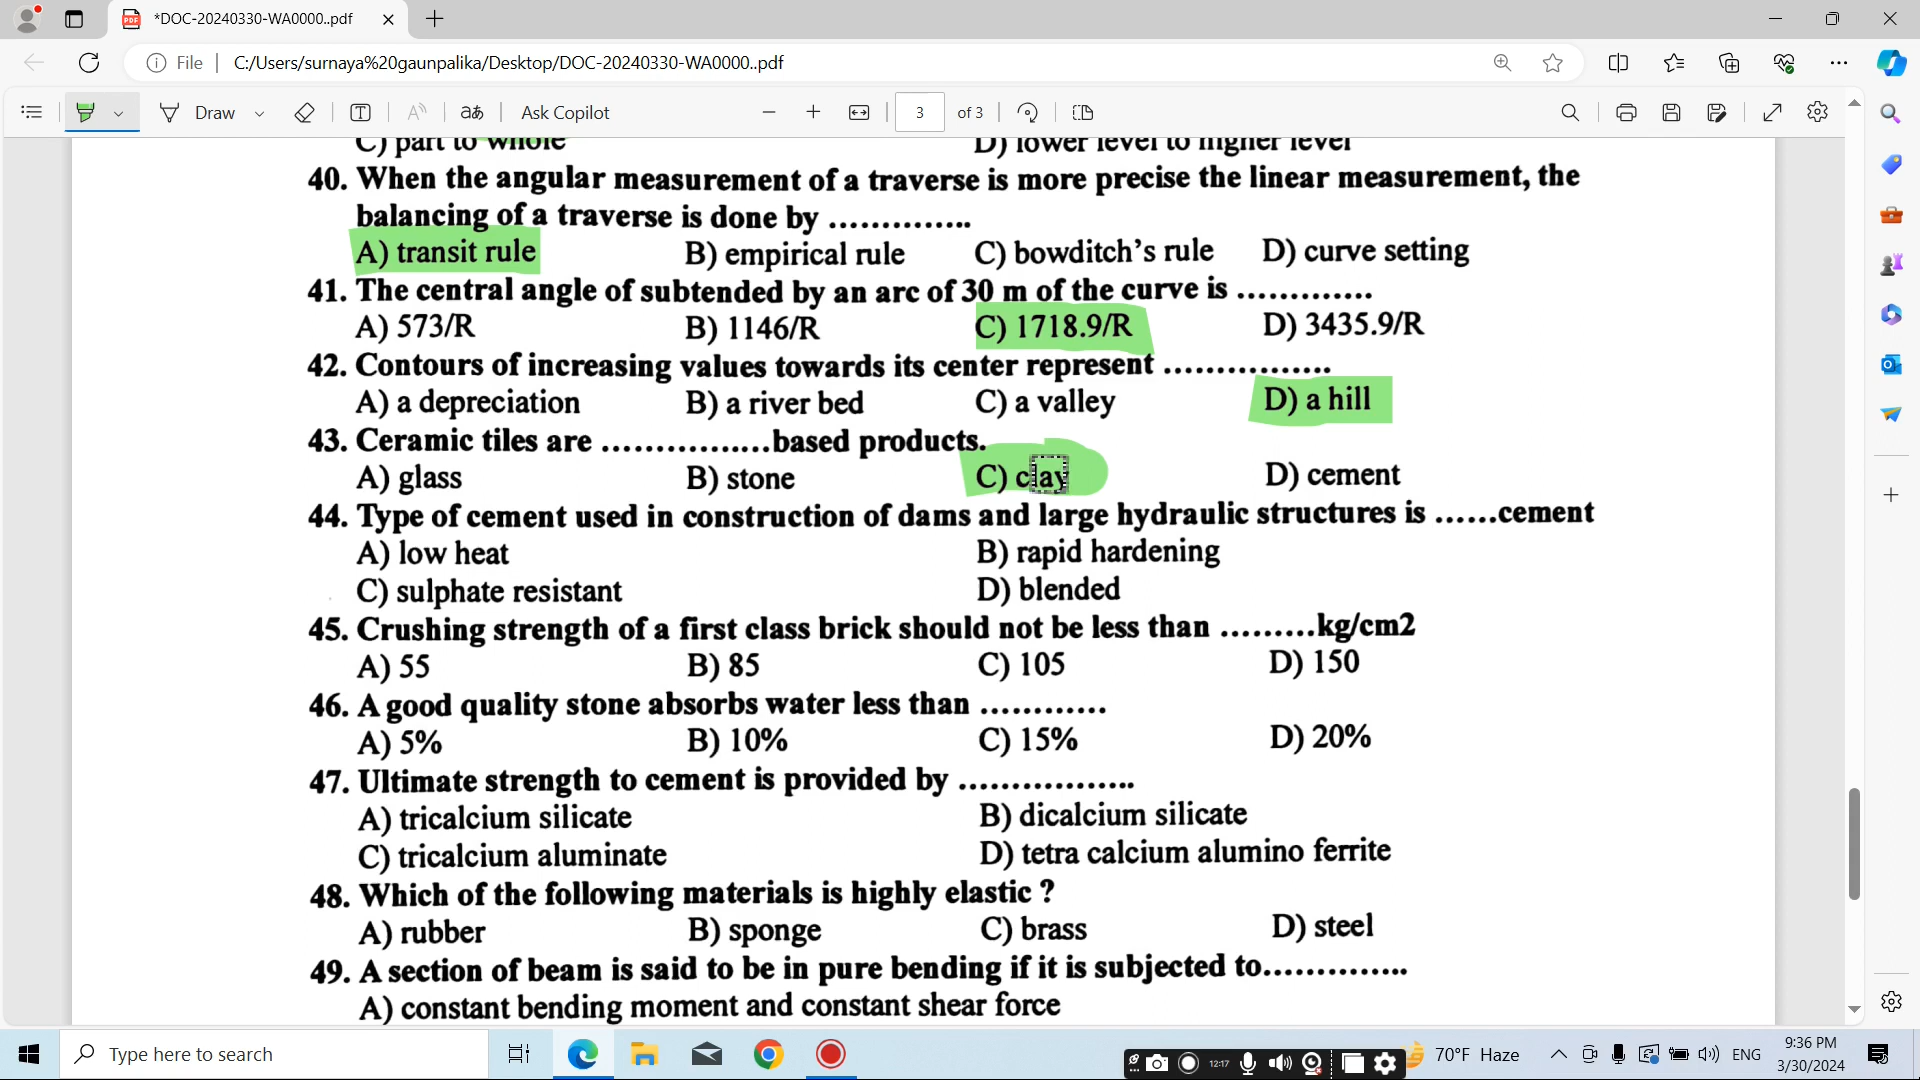 *DOC-20240330-WA0000..pdf
File
C:/Users/surnaya%20gaunpalika/Desktop/DOC-20240330-WA0000..pdf
Draw
Ask Copilot
3
of 3
C) part to whole D) lower level to higher level
40. When the angular measurement of a traverse is more precise the linear measurement, the
balancing of a traverse is done by ..............
A) transit rule B) empirical rule C) bowditch's rule D) curve setting
41. The central angle of subtended by an arc of 30 m of the curve is .............
A) 573/R B) 1146/R C) 1718.9/R D) 3435.9/R
42. Contours of increasing values towards its center represent ................
A) a depreciation B) a river bed C) a valley D) a hill
43. Ceramic tiles are ................based products.
A) glass B) stone C) clay D) cement
44. Type of cement used in construction of dams and large hydraulic structures is ......cement
A) low heat B) rapid hardening
C) sulphate resistant D) blended
45. Crushing strength of a first class brick should not be less than .........kg/cm2
A) 55 B) 85 C) 105 D) 150
46. A good quality stone absorbs water less than ............
A) 5% B) 10% C) 15% D) 20%
47. Ultimate strength to cement is provided by .................
A) tricalcium silicate B) dicalcium silicate
C) tricalcium aluminate D) tetra calcium alumino ferrite
48. Which of the following materials is highly elastic ?
A) rubber B) sponge C) brass D) steel
49. A section of beam is said to be in pure bending if it is subjected to..............
A) constant bending moment and constant shear force
Type here to search
12:17
70°F Haze
ENG
9:36 PM
3/30/2024